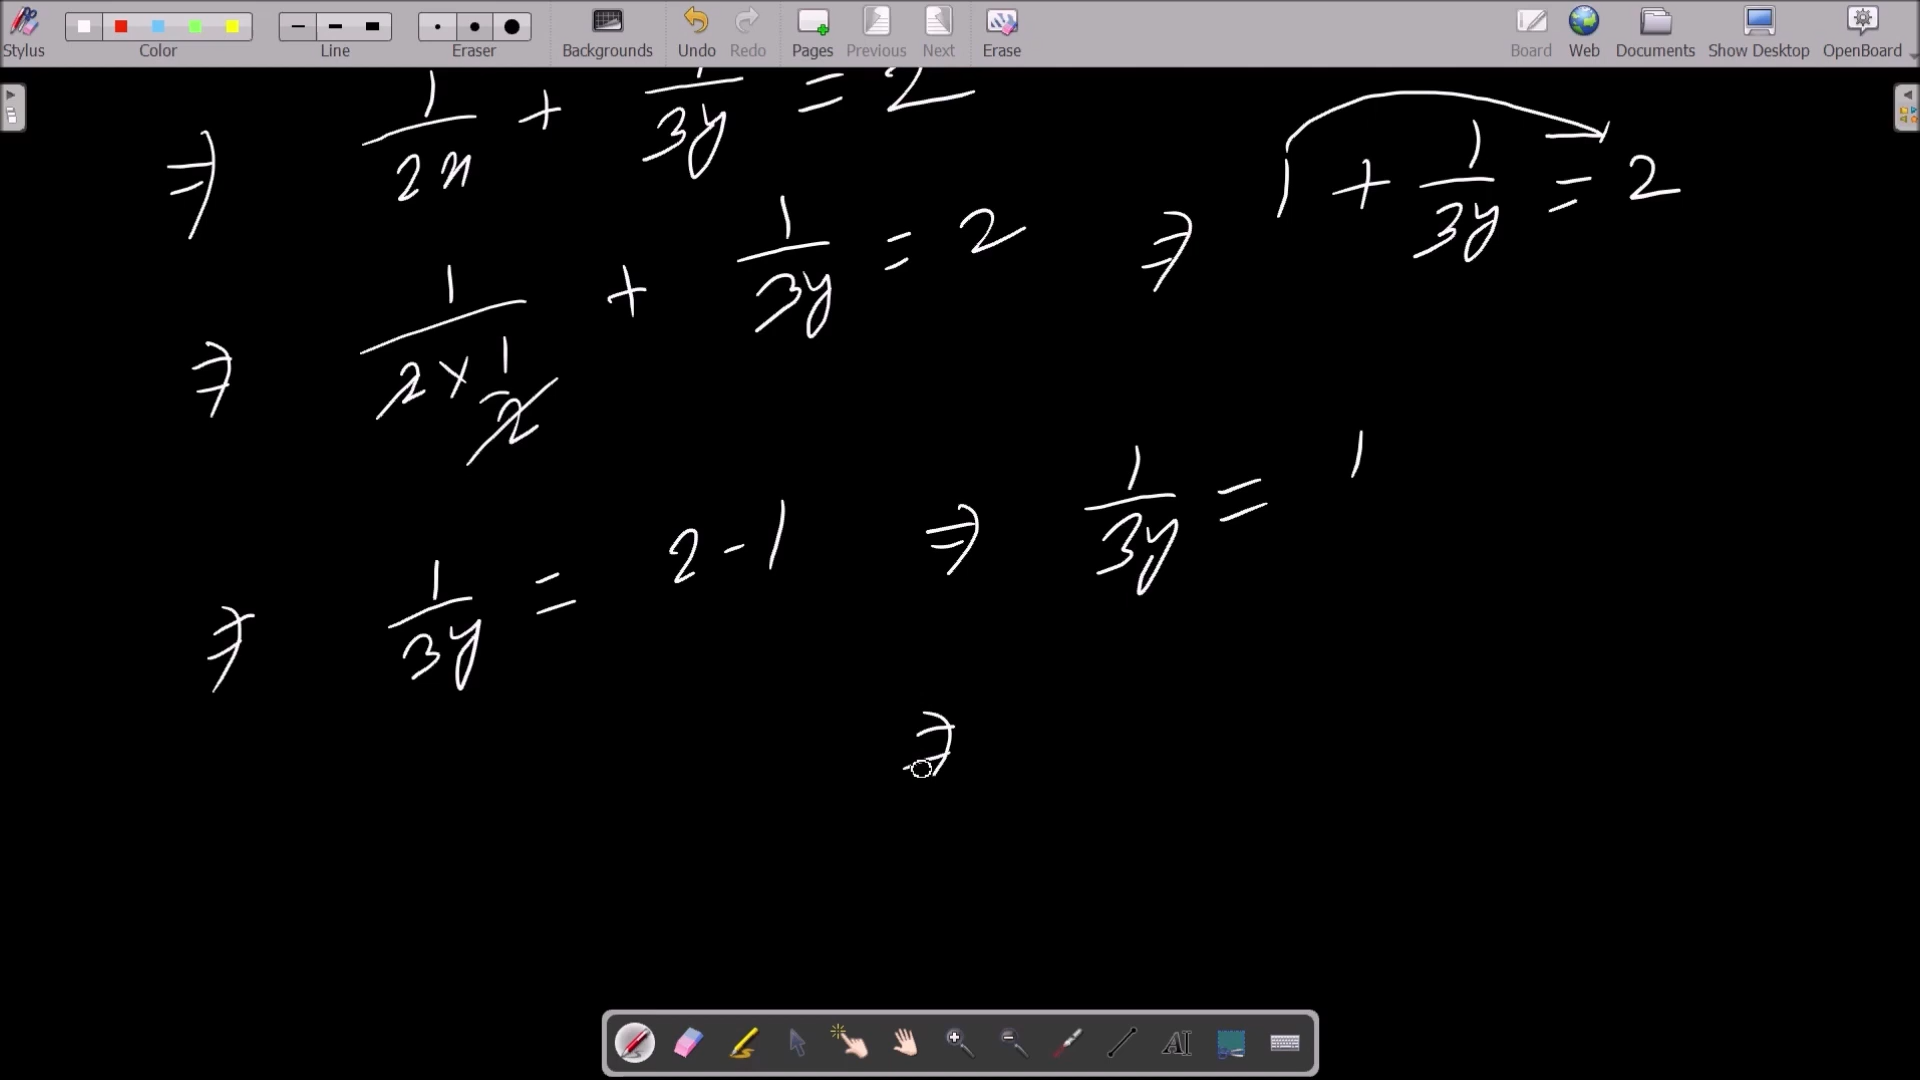 Stylus Color Line Eraser Backgrounds Undo Redo Pages Previous Next Erase Board Web Documents Show Desktop OpenBoard
⇒ 1/2x + 1/3y = 2
⇒ 1/(2 × 1/2) + 1/3y = 2 ⇒ 1 + 1/3y = 2
⇒ 1/3y = 2 - 1 ⇒ 1/3y = 1
⇒
AI